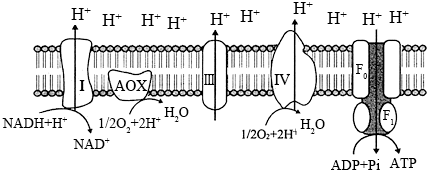 H⁺ H⁺ H⁺ H⁺ H⁺ H⁺ H⁺ H⁺ H⁺
I AOX III IV F₀
NADH+H⁺ 1/2O₂+2H⁺ H₂O 1/2O₂+2H⁺ H₂O F₁
NAD⁺ ADP+Pi ATP